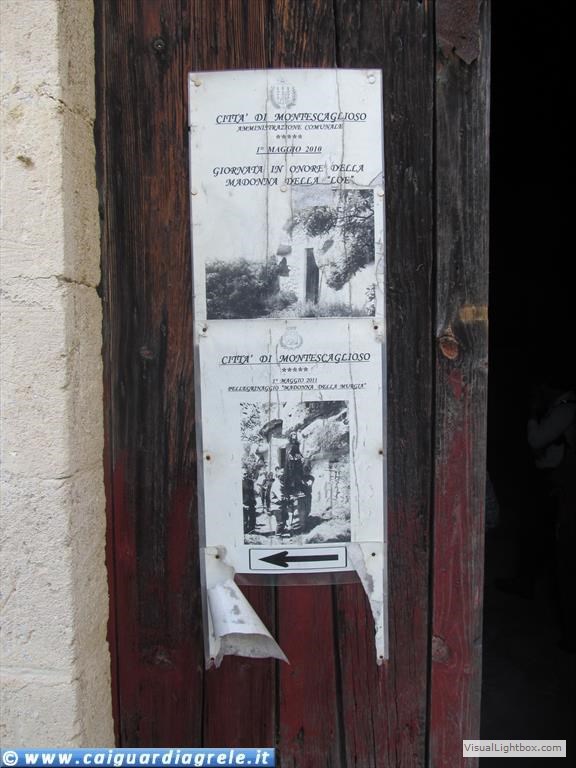 CITTA' DI MONTESCAGLIOSO
AMMINISTRAZIONE COMUNALE
*****
1° MAGGIO 2010
GIORNATA IN ONORE DELLA
MADONNA DELLA "LOE"
CITTA' DI MONTESCAGLIOSO
*****
1° MAGGIO 2011
PELLEGRINAGGIO "MADONNA DELLA MURGIA"
© www.caiguardiagrele.it
VisualLightbox.com